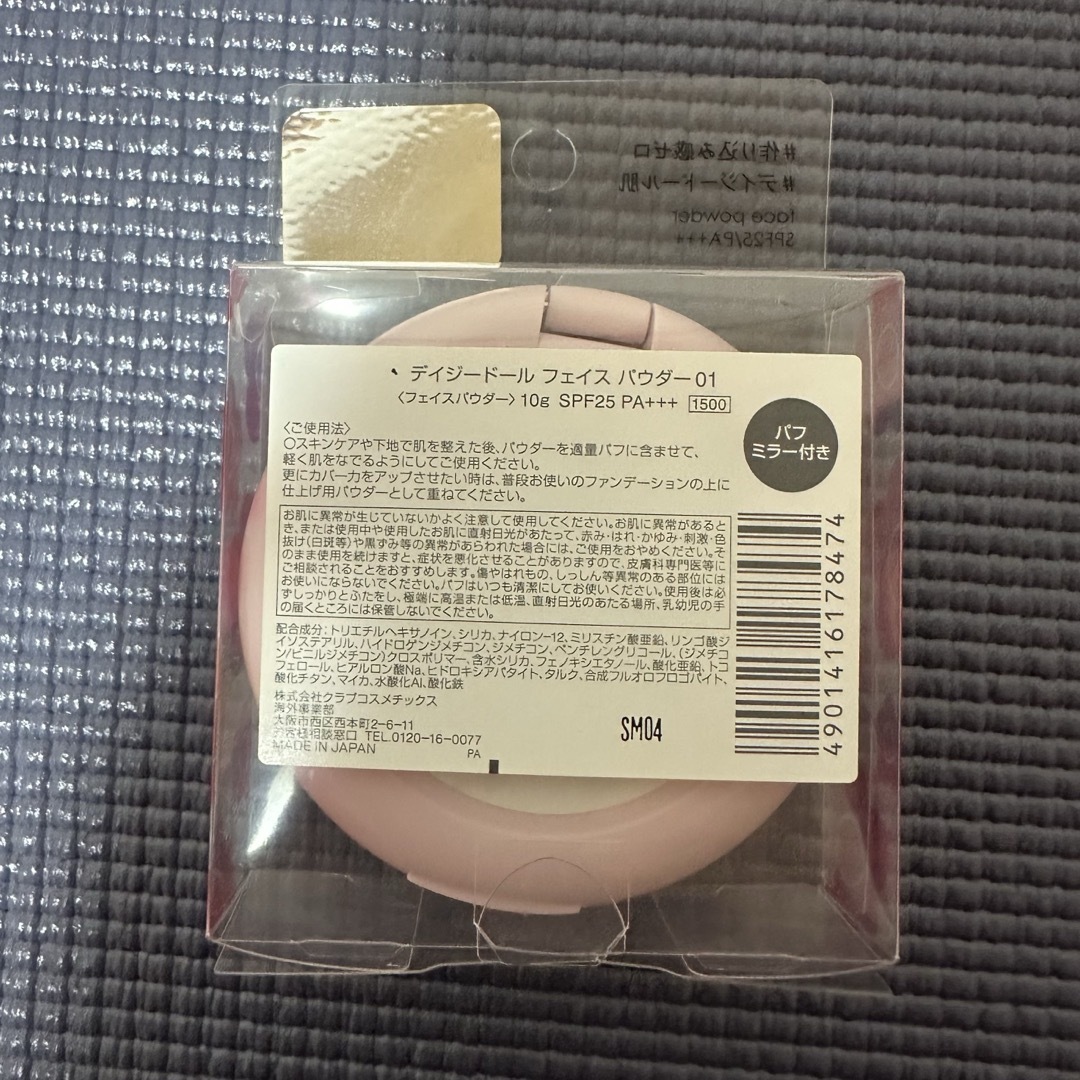 #作り込み感ゼロ
#デイジードール肌
face powder
SPF25/PA+++
デイジードール フェイス パウダー 01
〈フェイスパウダー〉10g SPF25 PA+++ 1500
パフ
ミラー付き
〈ご使用法〉
○スキンケアや下地で肌を整えた後、パウダーを適量パフに含ませて、
軽く肌をなでるようにしてご使用ください。
更にカバー力をアップさせたい時は、普段お使いのファンデーションの上に
仕上げ用パウダーとして重ねてください。
お肌に異常が生じていないかよく注意して使用してください。お肌に異常があると
き、または使用中や使用したお肌に直射日光があたって、赤み・はれ・かゆみ・刺激・色
抜け(白斑等)や黒ずみ等の異常があらわれた場合には、ご使用をおやめください。そ
のまま使用を続けますと、症状を悪化させることがありますので、皮膚科専門医等に
ご相談されることをおすすめします。傷やはれもの、しっしん等異常のある部位には
お使いにならないでください。パフはいつも清潔にしてお使いください。使用後は必
ずしっかりとふたをし、極端に高温または低温、直射日光のあたる場所、乳幼児の手
の届くところには保管しないでください。
配合成分：トリエチルヘキサノイン、シリカ、ナイロン-12、ミリスチン酸亜鉛、リンゴ酸ジ
イソステアリル、ハイドロゲンジメチコン、ジメチコン、ペンチレングリコール、(ジメチコ
ン/ビニルジメチコン)クロスポリマー、含水シリカ、フェノキシエタノール、酸化亜鉛、トコ
フェロール、ヒアルロン酸Na、ヒドロキシアパタイト、タルク、合成フルオロフロゴパイト、
酸化チタン、マイカ、水酸化Al、酸化鉄
株式会社クラブコスメチックス
海外事業部
大阪市西区西本町2-6-11
お客様相談窓口 TEL.0120-16-0077
MADE IN JAPAN
PA
SM04
4901416178474